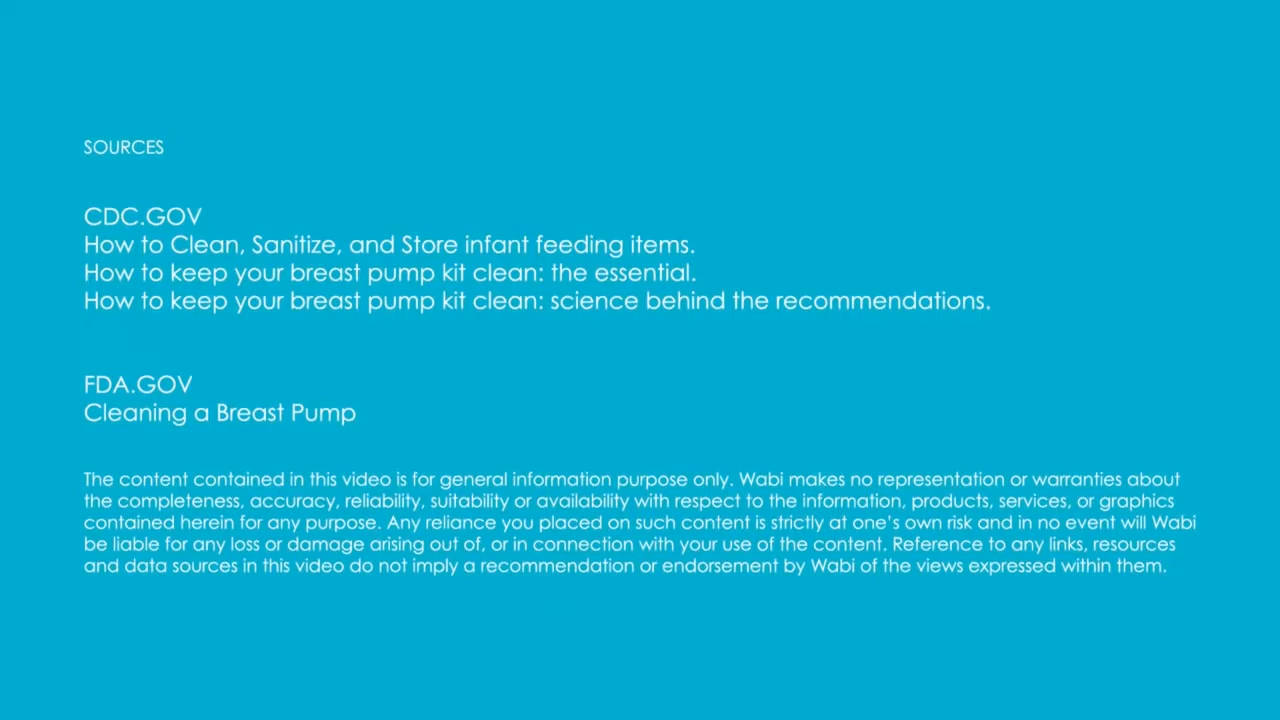 SOURCES
CDC.GOV
How to Clean, Sanitize, and Store infant feeding items.
How to keep your breast pump kit clean: the essential.
How to keep your breast pump kit clean: science behind the recommendations.
FDA.GOV
Cleaning a Breast Pump
The content contained in this video is for general information purpose only. Wabi makes no representation or warranties about
the completeness, accuracy, reliability, suitability or availability with respect to the information, products, services, or graphics
contained herein for any purpose. Any reliance you placed on such content is strictly at one's own risk and in no event will Wabi
be liable for any loss or damage arising out of, or in connection with your use of the content. Reference to any links, resources
and data sources in this video do not imply a recommendation or endorsement by Wabi of the views expressed within them.